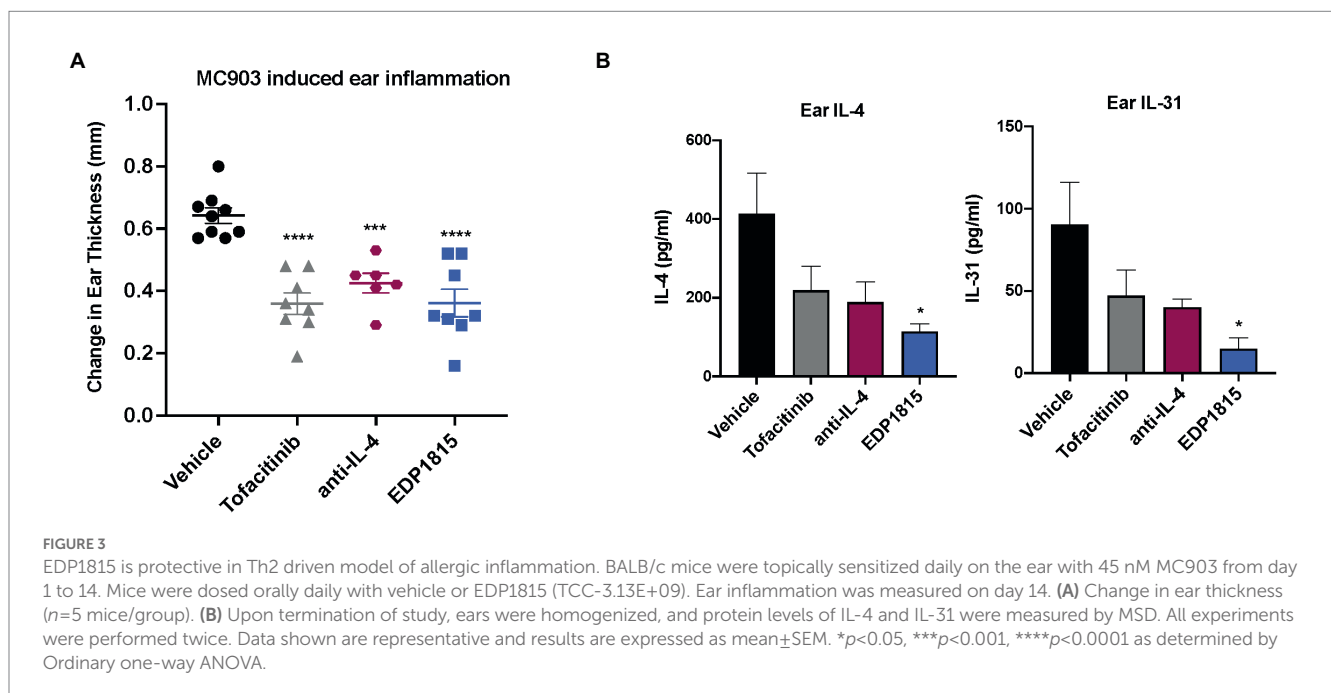 A
MC903 induced ear inflammation
Change in Ear Thickness (mm)
1.0
0.8
0.6
0.4
0.2
0.0
****
***
****
Vehicle
Tofacitinib
anti-IL-4
EDP1815
B
Ear IL-4
IL-4 (pg/ml)
600
400
200
0
*
Vehicle
Tofacitinib
anti-IL-4
EDP1815
Ear IL-31
IL-31 (pg/ml)
150
100
50
0
*
Vehicle
Tofacitinib
anti-IL-4
EDP1815
FIGURE 3
EDP1815 is protective in Th2 driven model of allergic inflammation. BALB/c mice were topically sensitized daily on the ear with 45 nM MC903 from day
1 to 14. Mice were dosed orally daily with vehicle or EDP1815 (TCC-3.13E+09). Ear inflammation was measured on day 14. (A) Change in ear thickness
(n=5 mice/group). (B) Upon termination of study, ears were homogenized, and protein levels of IL-4 and IL-31 were measured by MSD. All experiments
were performed twice. Data shown are representative and results are expressed as mean±SEM. *p<0.05, ***p<0.001, ****p<0.0001 as determined by
Ordinary one-way ANOVA.